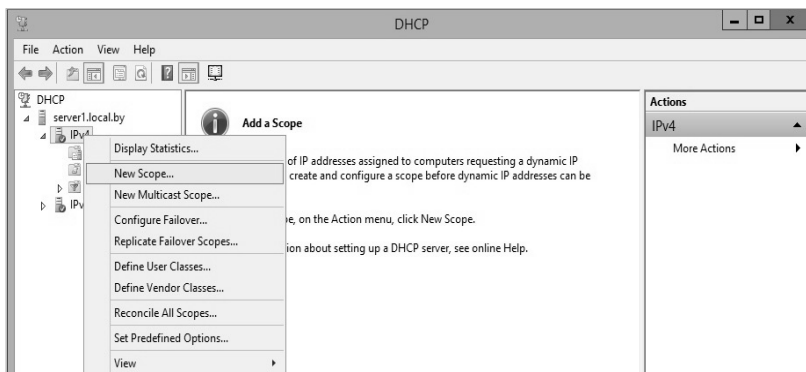 DHCP
File Action View Help
DHCP
server1.local.by
IPv4
IPv
Add a Scope
of IP addresses assigned to computers requesting a dynamic IP
create and configure a scope before dynamic IP addresses can be
e, on the Action menu, click New Scope.
ion about setting up a DHCP server, see online Help.
Display Statistics...
New Scope...
New Multicast Scope...
Configure Failover...
Replicate Failover Scopes...
Define User Classes...
Define Vendor Classes...
Reconcile All Scopes...
Set Predefined Options...
View
Actions
IPv4
More Actions